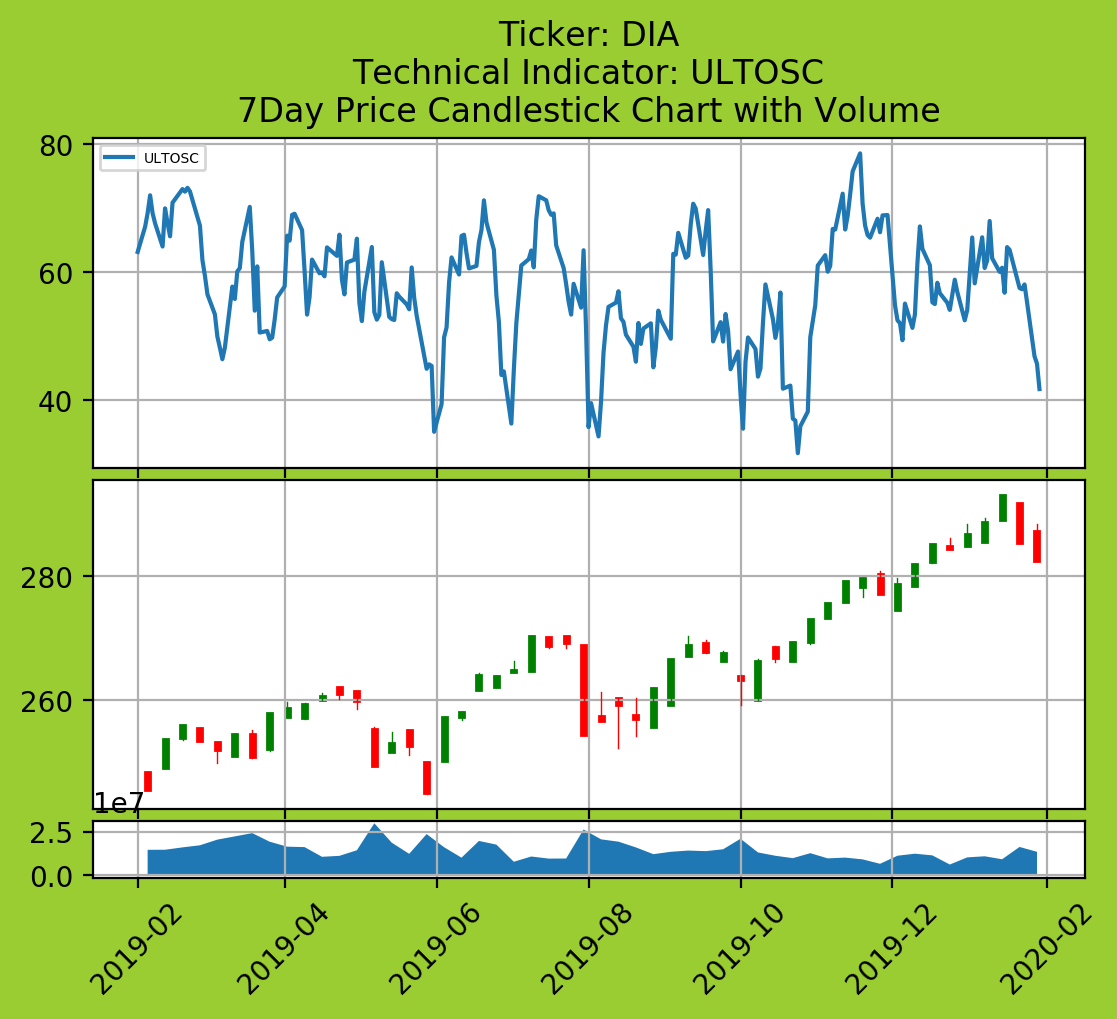 Ticker: DIA
Technical Indicator: ULTOSC
7Day Price Candlestick Chart with Volume
80
ULTOSC
60
40
280
260
1e7
2.5
0.0
2019-02
2019-04
2019-06
2019-08
2019-10
2019-12
2020-02